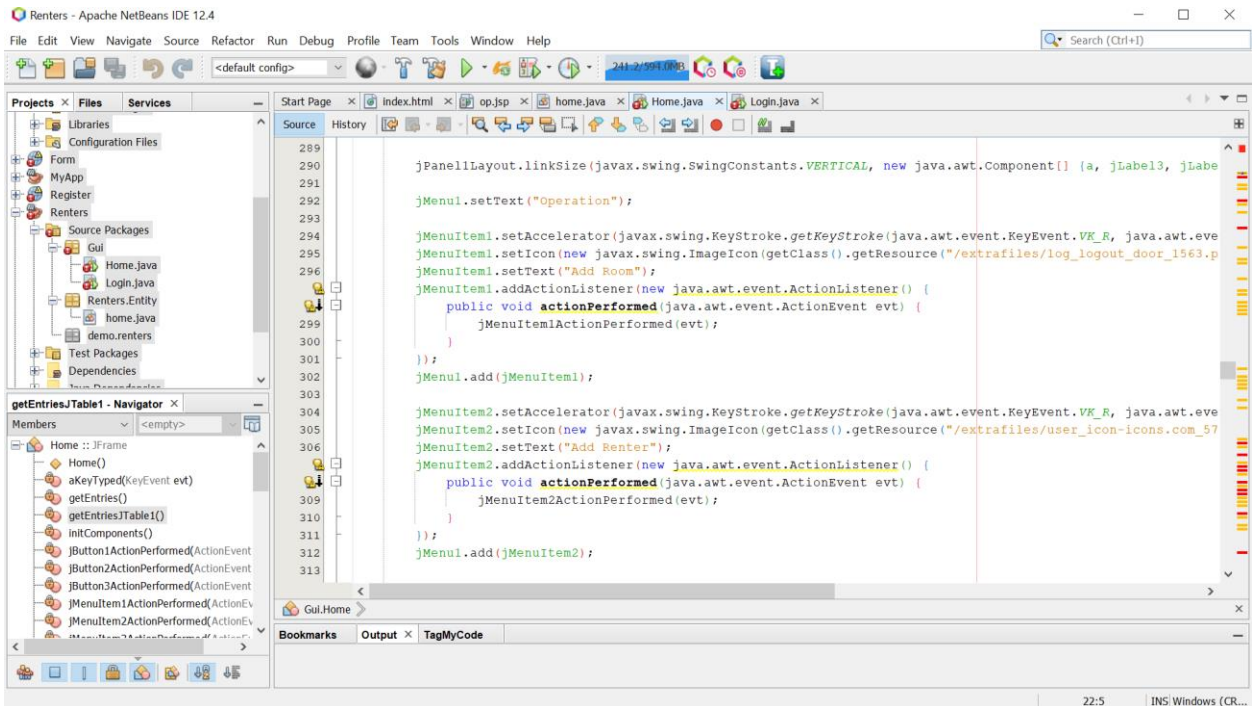 Renters - Apache NetBeans IDE 12.4
File Edit View Navigate Source Refactor Run Debug Profile Team Tools Window Help
Search (Ctrl+I)
<default config>
241.2/594.0MB
Projects Files Services
Libraries
Configuration Files
Form
MyApp
Register
Renters
Source Packages
Gui
Home.java
Login.java
Renters.Entity
home.java
demo.renters
Test Packages
Dependencies
Java Dependencies
getEntriesJTable1 - Navigator
Members <empty>
Home :: JFrame
Home()
aKeyTyped(KeyEvent evt)
getEntries()
getEntriesJTable1()
initComponents()
jButton1ActionPerformed(ActionEvent
jButton2ActionPerformed(ActionEvent
jButton3ActionPerformed(ActionEvent
jMenuItem1ActionPerformed(ActionEv
jMenuItem2ActionPerformed(ActionEv
Start Page index.html op.jsp home.java Home.java Login.java
Source History
289
290 jPanel1Layout.linkSize(javax.swing.SwingConstants.VERTICAL, new java.awt.Component[] {a, jLabel3, jLabe
291
292 jMenu1.setText("Operation");
293
294 jMenuItem1.setAccelerator(javax.swing.KeyStroke.getKeyStroke(java.awt.event.KeyEvent.VK_R, java.awt.eve
295 jMenuItem1.setIcon(new javax.swing.ImageIcon(getClass().getResource("/extrafiles/log_logout_door_1563.p
296 jMenuItem1.setText("Add Room");
jMenuItem1.addActionListener(new java.awt.event.ActionListener() {
public void actionPerformed(java.awt.event.ActionEvent evt) {
299 jMenuItem1ActionPerformed(evt);
300 }
301 });
302 jMenu1.add(jMenuItem1);
303
304 jMenuItem2.setAccelerator(javax.swing.KeyStroke.getKeyStroke(java.awt.event.KeyEvent.VK_R, java.awt.eve
305 jMenuItem2.setIcon(new javax.swing.ImageIcon(getClass().getResource("/extrafiles/user_icon-icons.com_57
306 jMenuItem2.setText("Add Renter");
jMenuItem2.addActionListener(new java.awt.event.ActionListener() {
public void actionPerformed(java.awt.event.ActionEvent evt) {
309 jMenuItem2ActionPerformed(evt);
310 }
311 });
312 jMenu1.add(jMenuItem2);
313
Gui.Home
Bookmarks Output TagMyCode
22:5 INS Windows (CR...